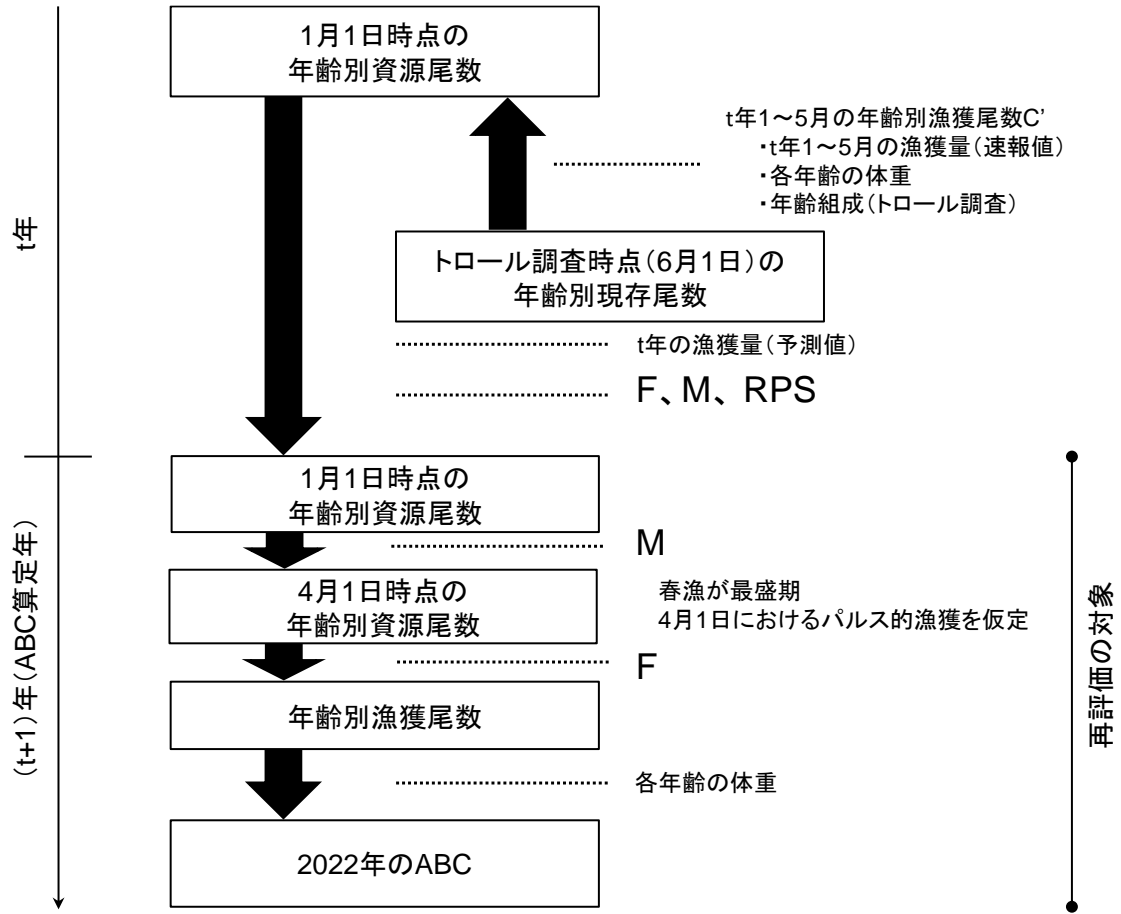 1月1日時点の
年齢別資源尾数
t年1～5月の年齢別漁獲尾数C’
・t年1～5月の漁獲量（速報値）
・各年齢の体重
・年齢組成（トロール調査）
t年
トロール調査時点（6月1日）の
年齢別現存尾数
t年の漁獲量（予測値）
F、M、RPS
1月1日時点の
年齢別資源尾数
M
4月1日時点の
年齢別資源尾数
春漁が最盛期
4月1日におけるパルス的漁獲を仮定
F
年齢別漁獲尾数
各年齢の体重
2022年のABC
（t+1）年（ABC算定年）
再評価の対象